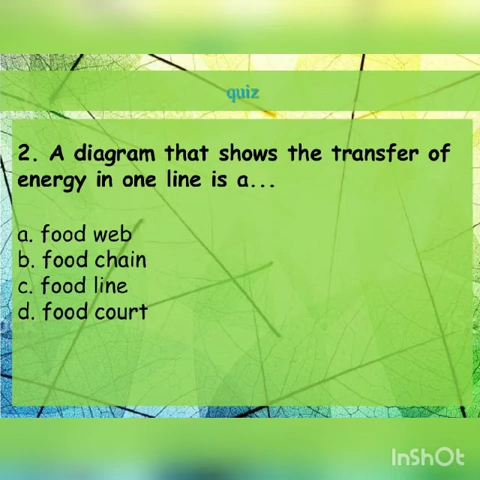 quiz
2. A diagram that shows the transfer of
energy in one line is a...
a. food web
b. food chain
c. food line
d. food court
InShOt